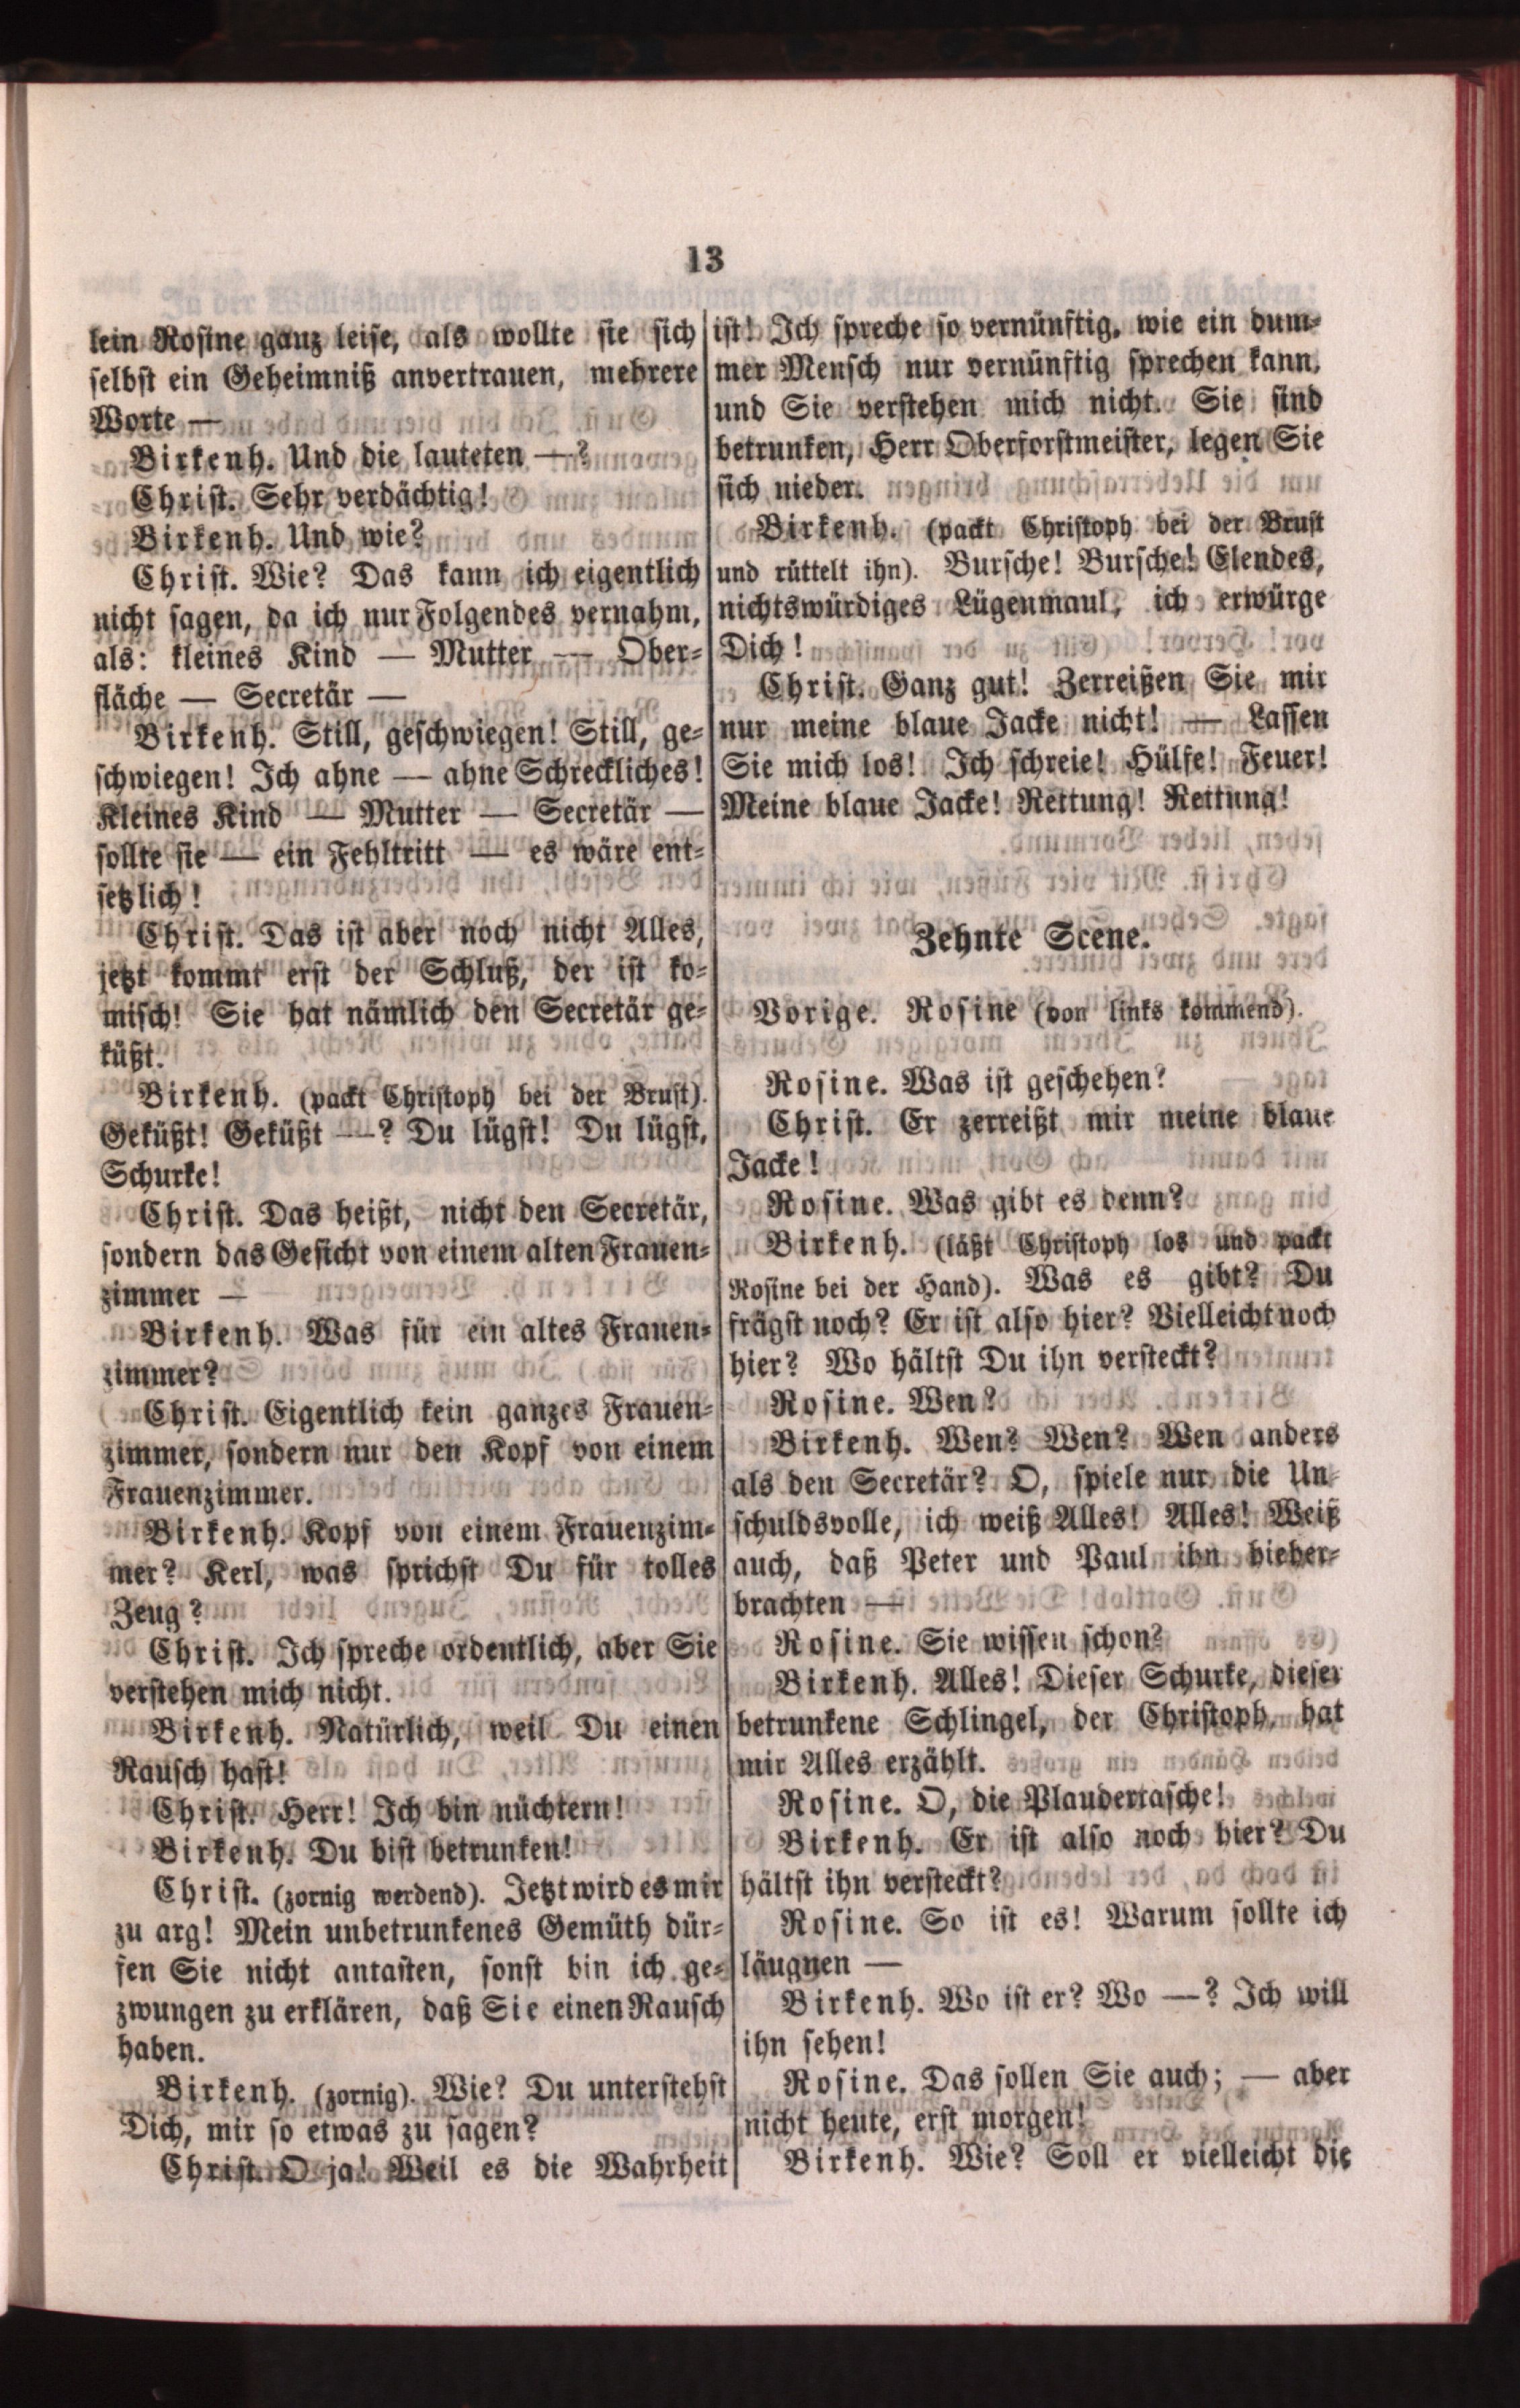 13
lein Rosine ganz leise, als wollte sie sich
selbst ein Geheimniß anvertrauen, mehrere
Worte —
Birkenh. Und die lauteten —?
Christ. Sehr verdächtig!
Birkenh. Und wie?
Christ. Wie? Das kann ich eigentlich
nicht sagen, da ich nur Folgendes vernahm,
als: kleines Kind — Mutter — Ober-
fläche — Secretär —
Birkenh. Still, geschwiegen! Still, ge-
schwiegen! Ich ahne — ahne Schreckliches!
Kleines Kind — Mutter — Secretär —
sollte sie — ein Fehltritt — es wäre ent-
setzlich!
Christ. Das ist aber noch nicht Alles,
jetzt kommt erst der Schluß, der ist ko-
misch! Sie hat nämlich den Secretär ge-
küßt.
Birkenh. (packt Christoph bei der Brust).
Geküßt! Geküßt —? Du lügst! Du lügst,
Schurke!
Christ. Das heißt, nicht den Secretär,
sondern das Gesicht von einem alten Frauen-
zimmer —
Birkenh. Was für ein altes Frauen-
zimmer?
Christ. Eigentlich kein ganzes Frauen-
zimmer, sondern nur den Kopf von einem
Frauenzimmer.
Birkenh. Kopf von einem Frauenzim-
mer? Kerl, was sprichst Du für tolles
Zeug?
Christ. Ich spreche ordentlich, aber Sie
verstehen mich nicht.
Birkenh. Natürlich, weil Du einen
Rausch hast!
Christ. Herr! Ich bin nüchtern!
Birkenh. Du bist betrunken!
Christ. (zornig werdend). Jetzt wird es mir
zu arg! Mein unbetrunkenes Gemüth dür-
fen Sie nicht antasten, sonst bin ich ge-
zwungen zu erklären, daß Sie einen Rausch
haben.
Birkenh. (zornig). Wie? Du unterstehst
Dich, mir so etwas zu sagen?
Christ. O ja! Weil es die Wahrheit
ist! Ich spreche so vernünftig, wie ein dum-
mer Mensch nur vernünftig sprechen kann,
und Sie verstehen mich nicht. Sie sind
betrunken, Herr Oberforstmeister, legen Sie
sich nieder.
Birkenh. (packt Christoph bei der Brust
und rüttelt ihn). Bursche! Bursche! Elendes,
nichtswürdiges Lügenmaul, ich erwürge
Dich!
Christ. Ganz gut! Zerreißen Sie mir
nur meine blaue Jacke nicht! — Lassen
Sie mich los! Ich schreie! Hülfe! Feuer!
Meine blaue Jacke! Rettung! Rettung!
Zehnte Scene.
Vorige. Rosine (von links kommend).
Rosine. Was ist geschehen?
Christ. Er zerreißt mir meine blaue
Jacke!
Rosine. Was gibt es denn?
Birkenh. (läßt Christoph los und packt
Rosine bei der Hand). Was es gibt? Du
frägst noch? Er ist also hier? Vielleicht noch
hier? Wo hältst Du ihn versteckt?
Rosine. Wen?
Birkenh. Wen? Wen? Wen anders
als den Secretär? O, spiele nur die Un-
schuldsvolle, ich weiß Alles! Alles! Weiß
auch, daß Peter und Paul ihn hieher-
brachten —
Rosine. Sie wissen schon?
Birkenh. Alles! Dieser Schurke, dieser
betrunkene Schlingel, der Christoph, hat
mir Alles erzählt.
Rosine. O, die Plaudertasche!
Birkenh. Er ist also noch hier? Du
hältst ihn versteckt?
Rosine. So ist es! Warum sollte ich
läugnen —
Birkenh. Wo ist er? Wo —? Ich will
ihn sehen!
Rosine. Das sollen Sie auch; — aber
nicht heute, erst morgen!
Birkenh. Wie? Soll er vielleicht die